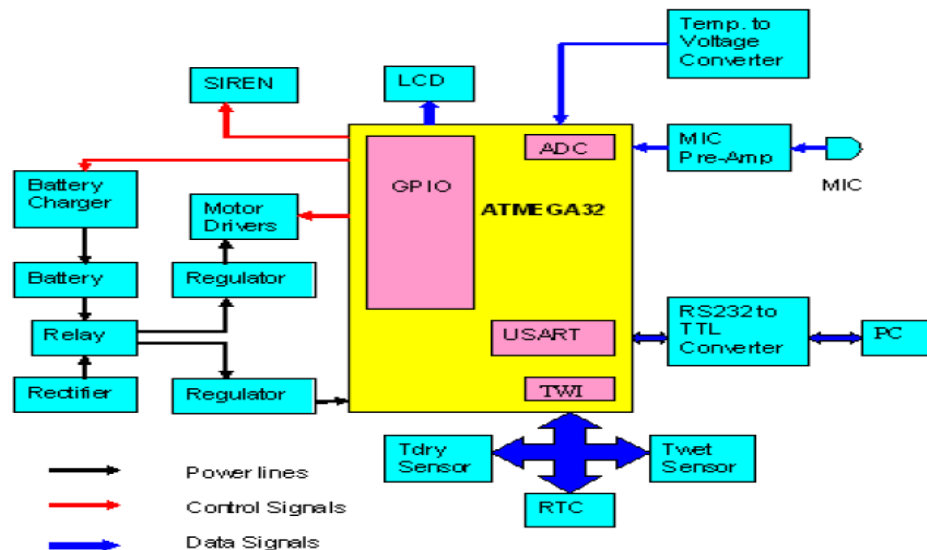 Temp. to
Voltage
Converter
SIREN
LCD
ADC
MIC
Pre-Amp
MIC
GPIO
ATMEGA32
Battery
Charger
Motor
Drivers
Battery
Regulator
Relay
RS232 to
TTL
Converter
PC
USART
Rectifier
Regulator
TWI
Tdry
Sensor
Twet
Sensor
RTC
Power lines
Control Signals
Data Signals